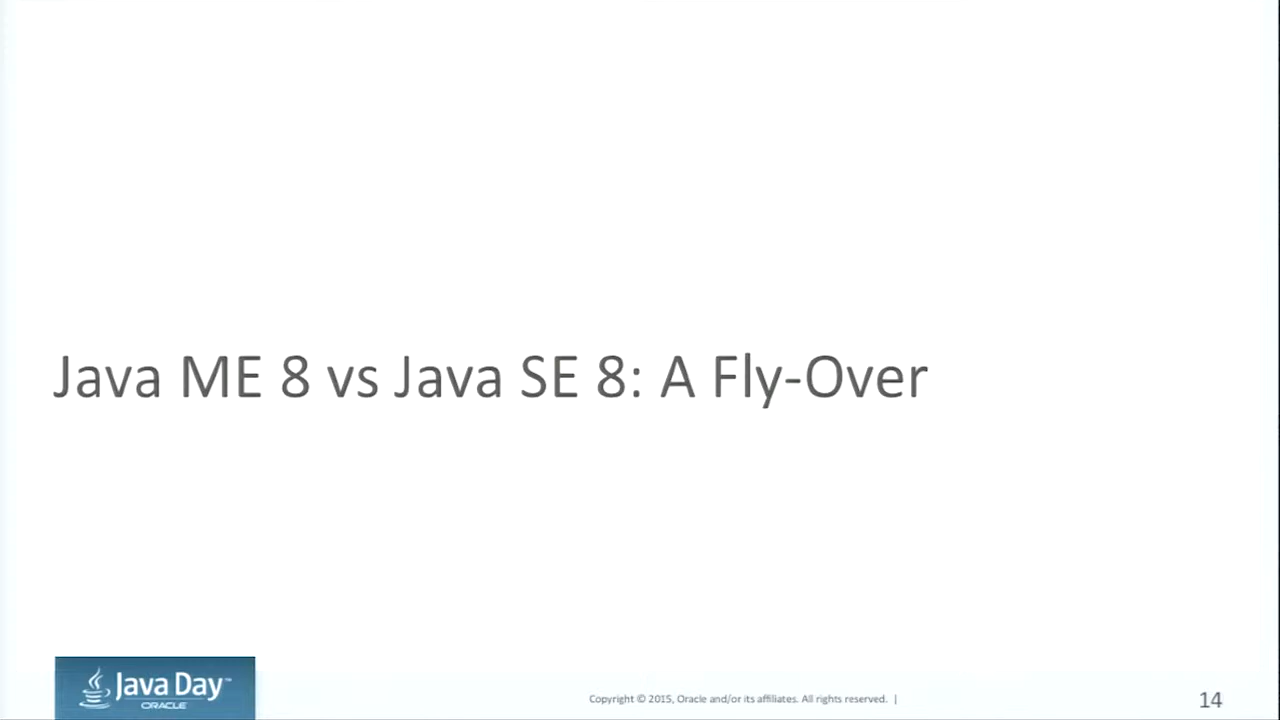 Java ME 8 vs Java SE 8: A Fly-Over
Java Day™
ORACLE
Copyright © 2015, Oracle and/or its affiliates. All rights reserved. |
14